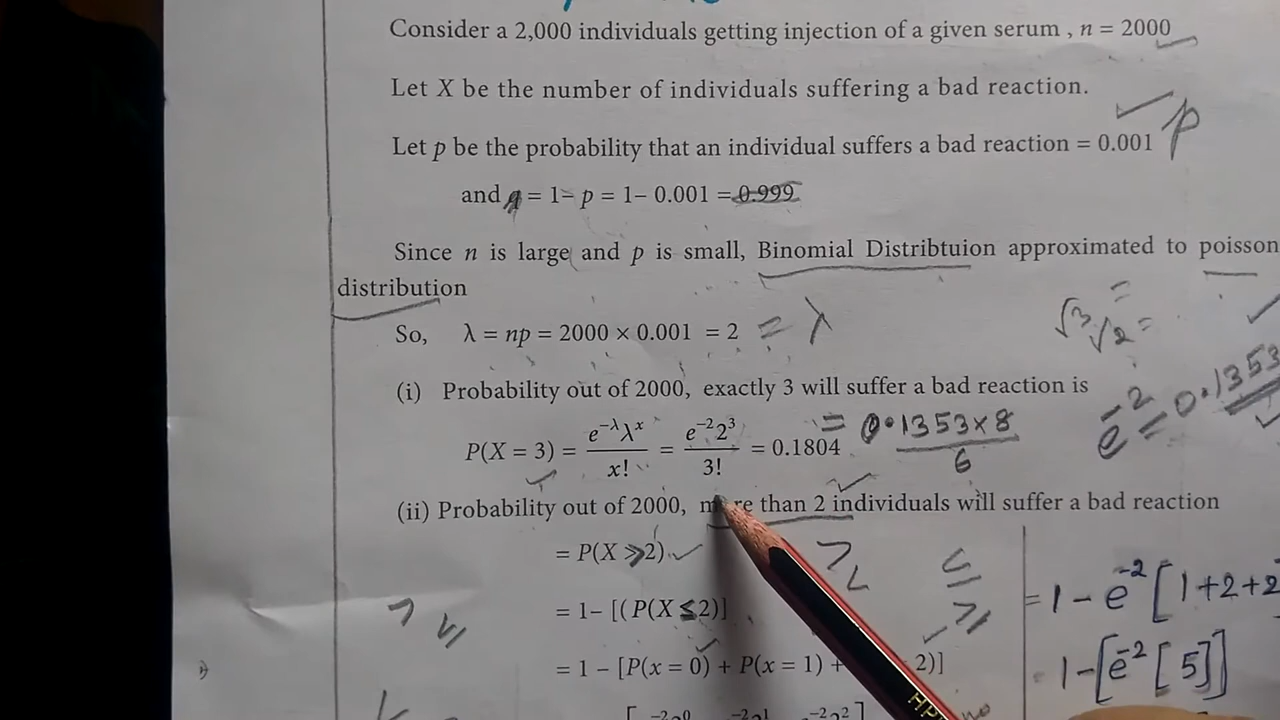 Consider a 2,000 individuals getting injection of a given serum , n = 2000
Let X be the number of individuals suffering a bad reaction.
Let p be the probability that an individual suffers a bad reaction = 0.001 p
and q = 1– p = 1– 0.001 = 0.999
Since n is large and p is small, Binomial Distribtuion approximated to poisson
distribution
So, λ = np = 2000 × 0.001 = 2 = λ
√3 √2 =
(i) Probability out of 2000, exactly 3 will suffer a bad reaction is
e⁻² = 0.1353
P(X = 3) = e^{–λ}λ^x / x! = e^{–2}2^3 / 3! = 0.1804 = 0.1353×8 / 6
(ii) Probability out of 2000, more than 2 individuals will suffer a bad reaction
= P(X >2)
= 1– [( P(X ≤2)]
= 1 – [P(x = 0) + P(x = 1) + 2)]
= 1 – e⁻² [1+2+2
= 1-[e⁻² [5]]
HP